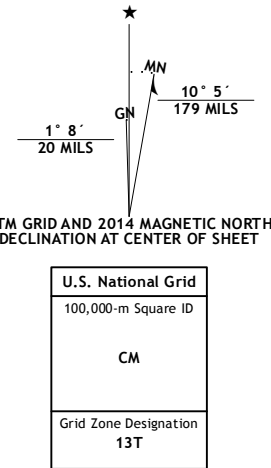 ★
MN
GN
10° 5´
179 MILS
1° 8´
20 MILS
TM GRID AND 2014 MAGNETIC NORTH
DECLINATION AT CENTER OF SHEET
U.S. National Grid
100,000-m Square ID
CM
Grid Zone Designation
13T